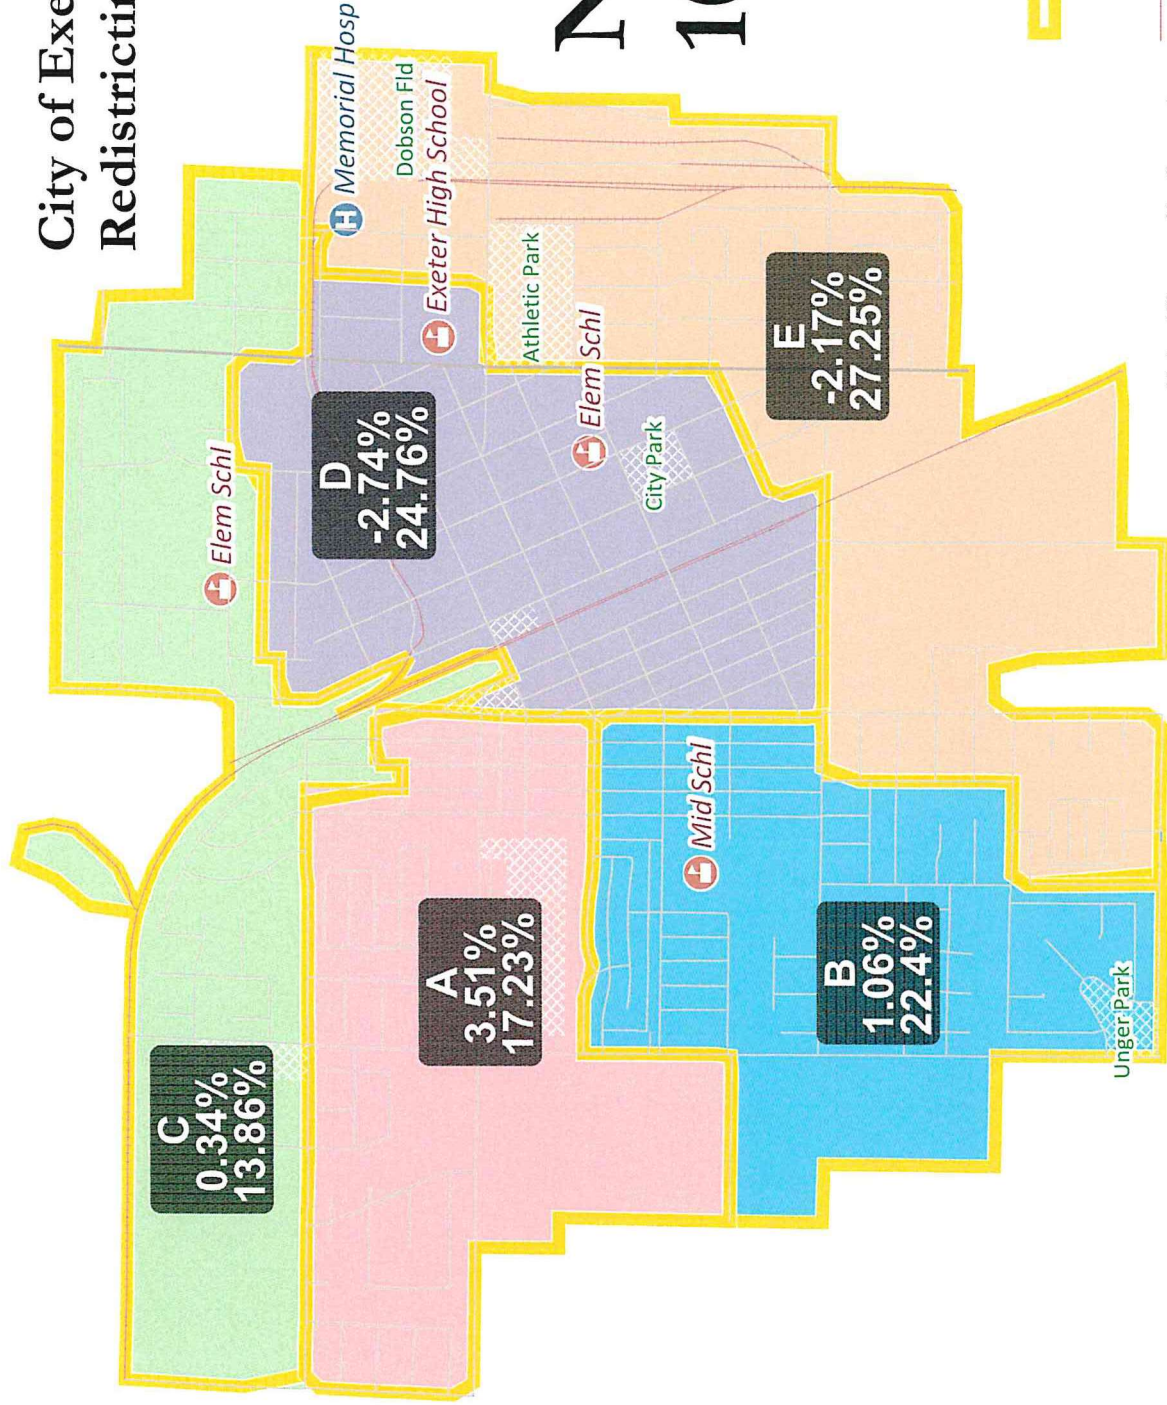 City of Exe
Redistrictin
C
0.34%
13.86%
Elem Schl
Memorial Hosp
D
-2.74%
24.76%
Dobson Fld
Exeter High School
A
3.51%
17.23%
Athletic Park
N
10
Elem Schl
City Park
Mid Schl
E
-2.17%
27.25%
B
1.06%
22.4%
Unger Park